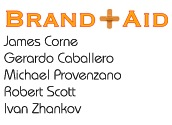 BRAND+AID
James Corne
Gerardo Caballero
Michael Provenzano
Robert Scott
Ivan Zhankov